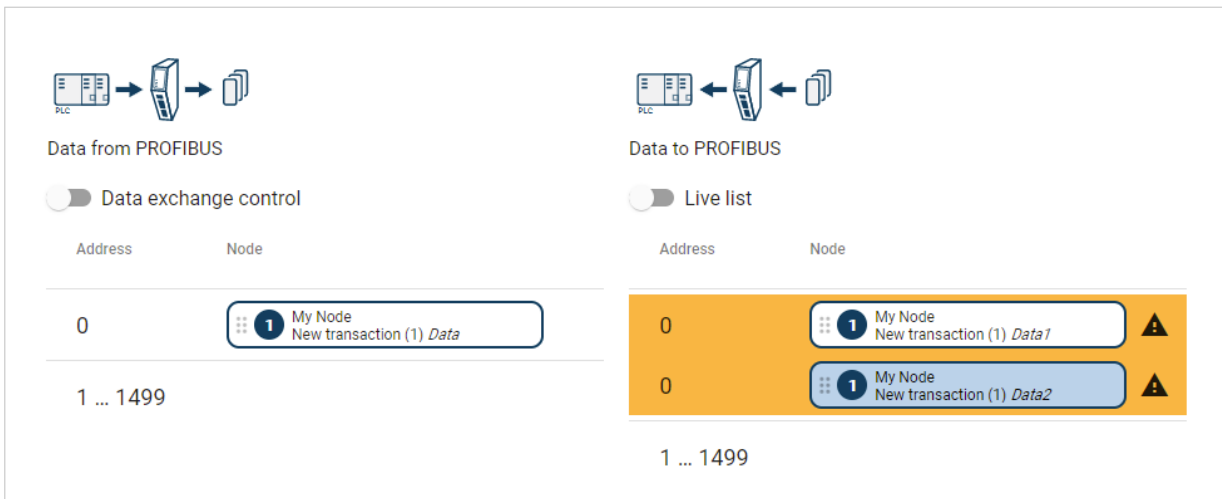 PLC
Data from PROFIBUS
Data exchange control
Address Node
0 1 My Node
New transaction (1) Data
1 ... 1499
PLC
Data to PROFIBUS
Live list
Address Node
0 1 My Node
New transaction (1) Data1
0 1 My Node
New transaction (1) Data2
1 ... 1499